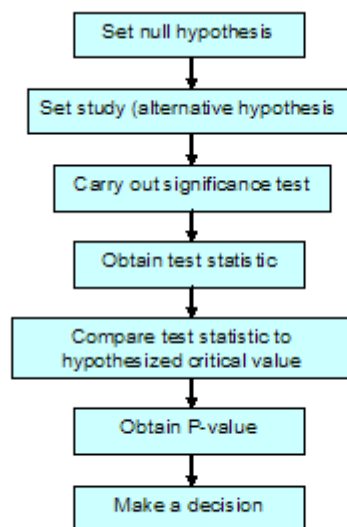 Set null hypothesis
Set study (alternative hypothesis
Carry out significance test
Obtain test statistic
Compare test statistic to
hypothesized critical value
Obtain P-value
Make a decision